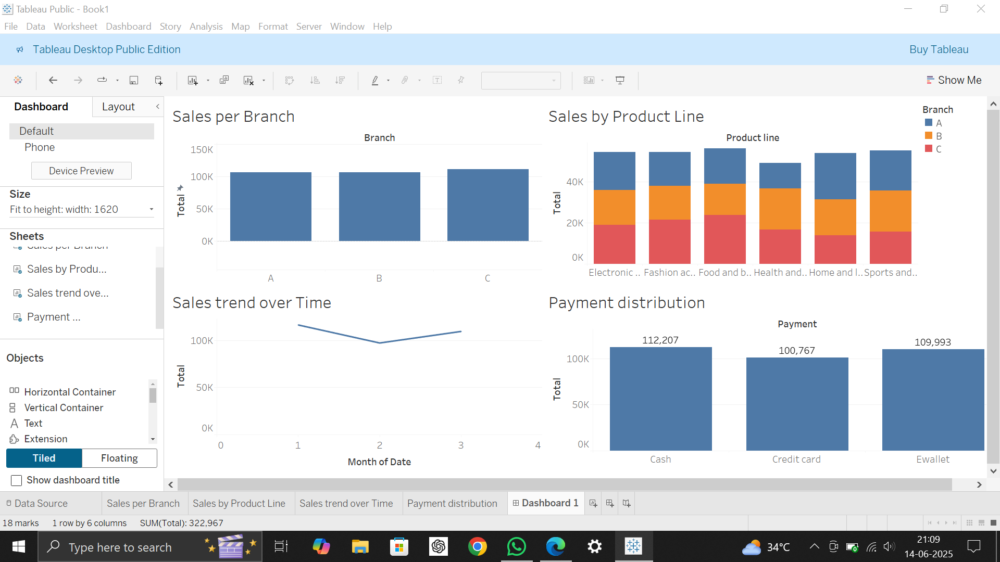 Tableau Public - Book1
File Data Worksheet Dashboard Story Analysis Map Format Server Window Help
Tableau Desktop Public Edition
Buy Tableau
Show Me
Dashboard
Layout
Default
Phone
Device Preview
Size
Fit to height: width: 1620
Sheets
Sales per Branch
Sales by Produ...
Sales trend ove...
Payment ...
Objects
Horizontal Container
Vertical Container
Text
Extension
Tiled
Floating
Show dashboard title
Sales per Branch
Branch
150K
100K
50K
0K
Total
A
B
C
Sales by Product Line
Product line
40K
20K
0K
Total
Electronic ..
Fashion ac..
Food and b..
Health and..
Home and l..
Sports and..
Branch
A
B
C
Sales trend over Time
100K
50K
0K
Total
0
1
2
3
4
Month of Date
Payment distribution
Payment
112,207
100,767
109,993
100K
50K
0K
Total
Cash
Credit card
Ewallet
Data Source
Sales per Branch
Sales by Product Line
Sales trend over Time
Payment distribution
Dashboard 1
18 marks
1 row by 6 columns
SUM(Total): 322,967
Type here to search
34°C
21:09
14-06-2025